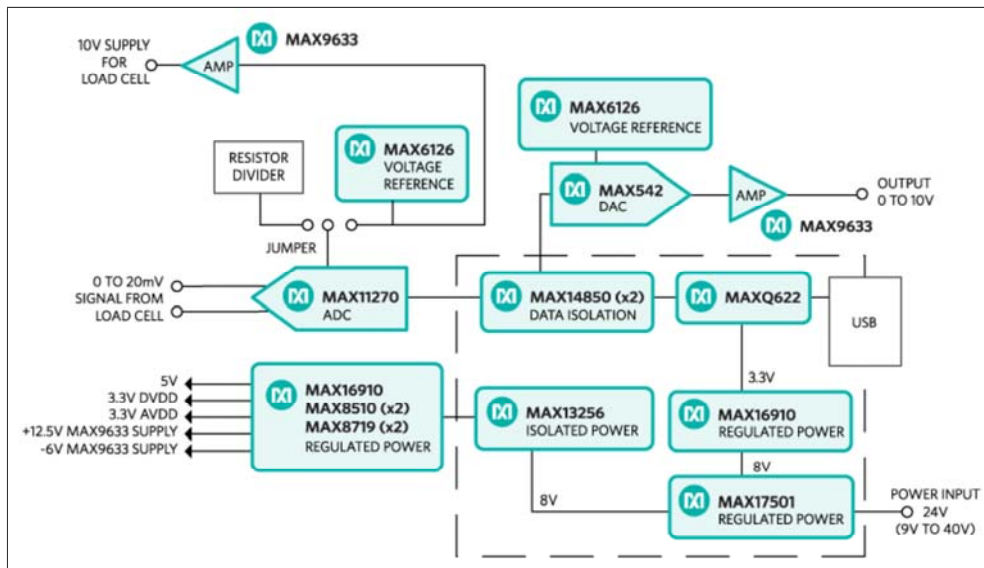 10V SUPPLY
FOR
LOAD CELL
AMP
MAX9633
RESISTOR
DIVIDER
MAX6126
VOLTAGE
REFERENCE
JUMPER
MAX6126
VOLTAGE REFERENCE
MAX542
DAC
AMP
MAX9633
OUTPUT
0 TO 10V
0 TO 20mV
SIGNAL FROM
LOAD CELL
MAX11270
ADC
MAX14850 (x2)
DATA ISOLATION
MAXQ622
USB
3.3V
5V
3.3V DVDD
3.3V AVDD
+12.5V MAX9633 SUPPLY
-6V MAX9633 SUPPLY
MAX16910
MAX8510 (x2)
MAX8719 (x2)
REGULATED POWER
MAX13256
ISOLATED POWER
MAX16910
REGULATED POWER
8V
8V
MAX17501
REGULATED POWER
POWER INPUT
24V
(9V TO 40V)